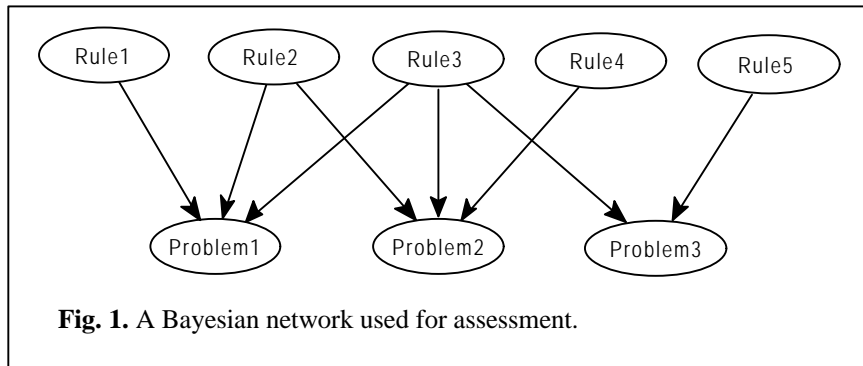 Rule1 Rule2 Rule3 Rule4 Rule5
Problem1 Problem2 Problem3
Fig. 1. A Bayesian network used for assessment.